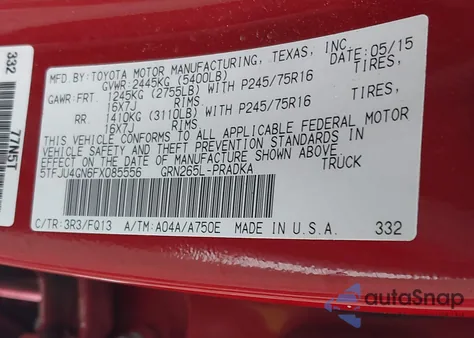 MFD.BY: TOYOTA MOTOR MANUFACTURING, TEXAS, INC. DATE: 05/15
GVWR: 2445KG (5400LB)
GAWR: FRT. 1245KG (2755LB) WITH P245/75R16 TIRES,
16X7J RIMS
RR. 1410KG (3110LB) WITH P245/75R16 TIRES,
16X7J RIMS
THIS VEHICLE CONFORMS TO ALL APPLICABLE FEDERAL MOTOR
VEHICLE SAFETY AND THEFT PREVENTION STANDARDS IN
EFFECT ON THE DATE OF MANUFACTURE SHOWN ABOVE.
5TFJU4GN6FX085556 GRN265L-PRADKA TRUCK
C/TR: 3R3/FQ13 A/TM: A04A/A750E MADE IN U.S.A. 332
332
77N5T
autoSnap